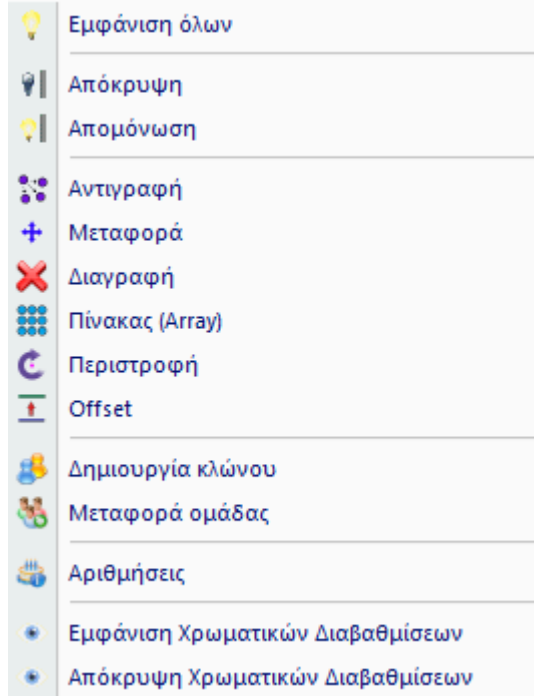 Εμφάνιση όλων
Απόκρυψη
Απομόνωση
Αντιγραφή
Μεταφορά
Διαγραφή
Πίνακας (Array)
Περιστροφή
Offset
Δημιουργία κλώνου
Μεταφορά ομάδας
Αριθμήσεις
Εμφάνιση Χρωματικών Διαβαθμίσεων
Απόκρυψη Χρωματικών Διαβαθμίσεων